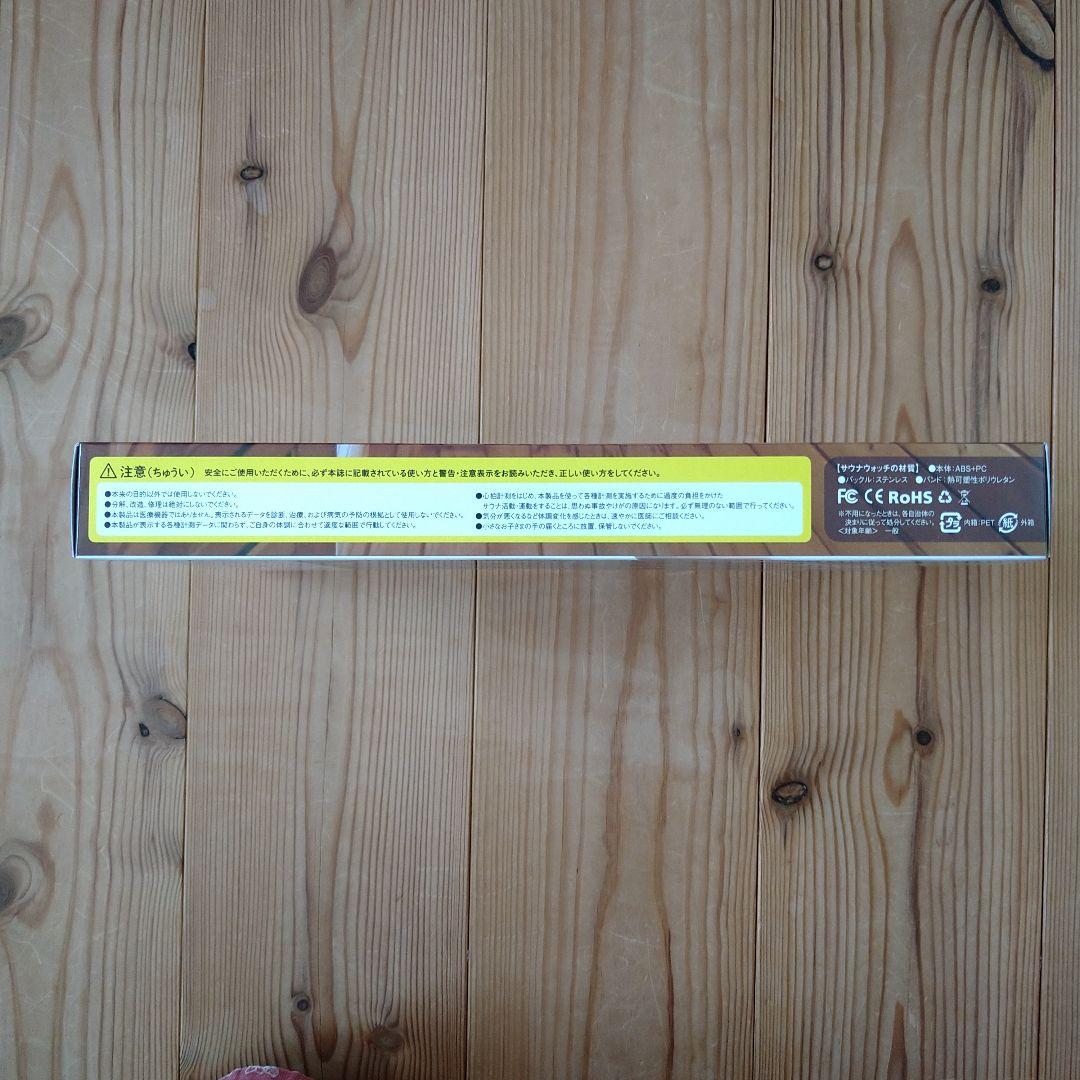 注意(ちゅうい) 安全にご使用いただくために、必ず本誌に記載されている使い方と警告・注意表示をお読みいただき、正しい使い方をしてください。
●本来の目的以外では使用しないでください。
●分解、改造、修理は絶対にしないでください。
●本製品は医療機器ではありません。表示されるデータを診断、治療、および病気の予防の根拠として使用しないでください。
●本製品が表示する各種計測データに関わらず、ご自身の体調に合わせて適度な範囲で行動してください。
●心拍計測をはじめ、本製品を使って各種計測を実施するために過度の負担をかけた
サウナ活動・運動をすることは、思わぬ事故やけがの原因になります。必ず無理のない範囲で行ってください。
●気分が悪くなるなど体調変化を感じたときは、速やかに医師にご相談ください。
●小さなお子さまの手の届くところに放置、保管しないでください。
【サウナウォッチの材質】 ●本体:ABS+PC
●バックル:ステンレス ●バンド:熱可塑性ポリウレタン
FC CE RoHS
※不用になったときは、各自治体の
決まりに従って処分してください。
<対象年齢> 一般
プラ 内箱:PET 紙 外箱